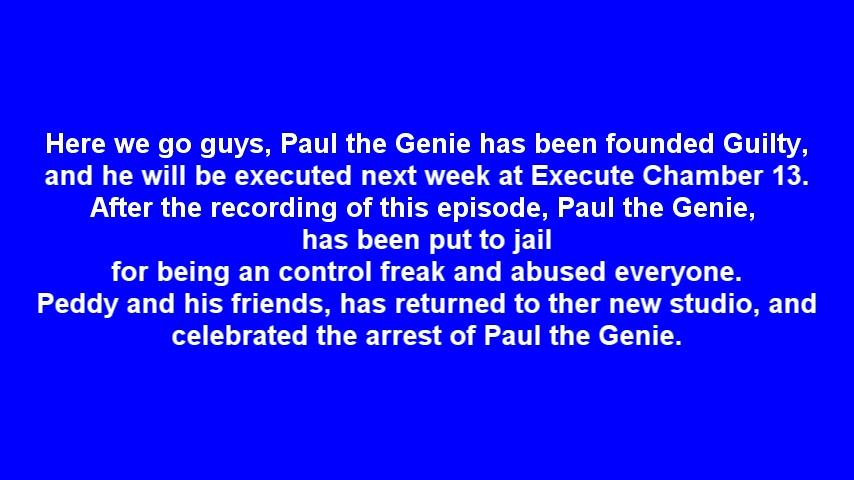 Here we go guys, Paul the Genie has been founded Guilty,
and he will be executed next week at Execute Chamber 13.
After the recording of this episode, Paul the Genie,
has been put to jail
for being an control freak and abused everyone.
Peddy and his friends, has returned to ther new studio, and
celebrated the arrest of Paul the Genie.